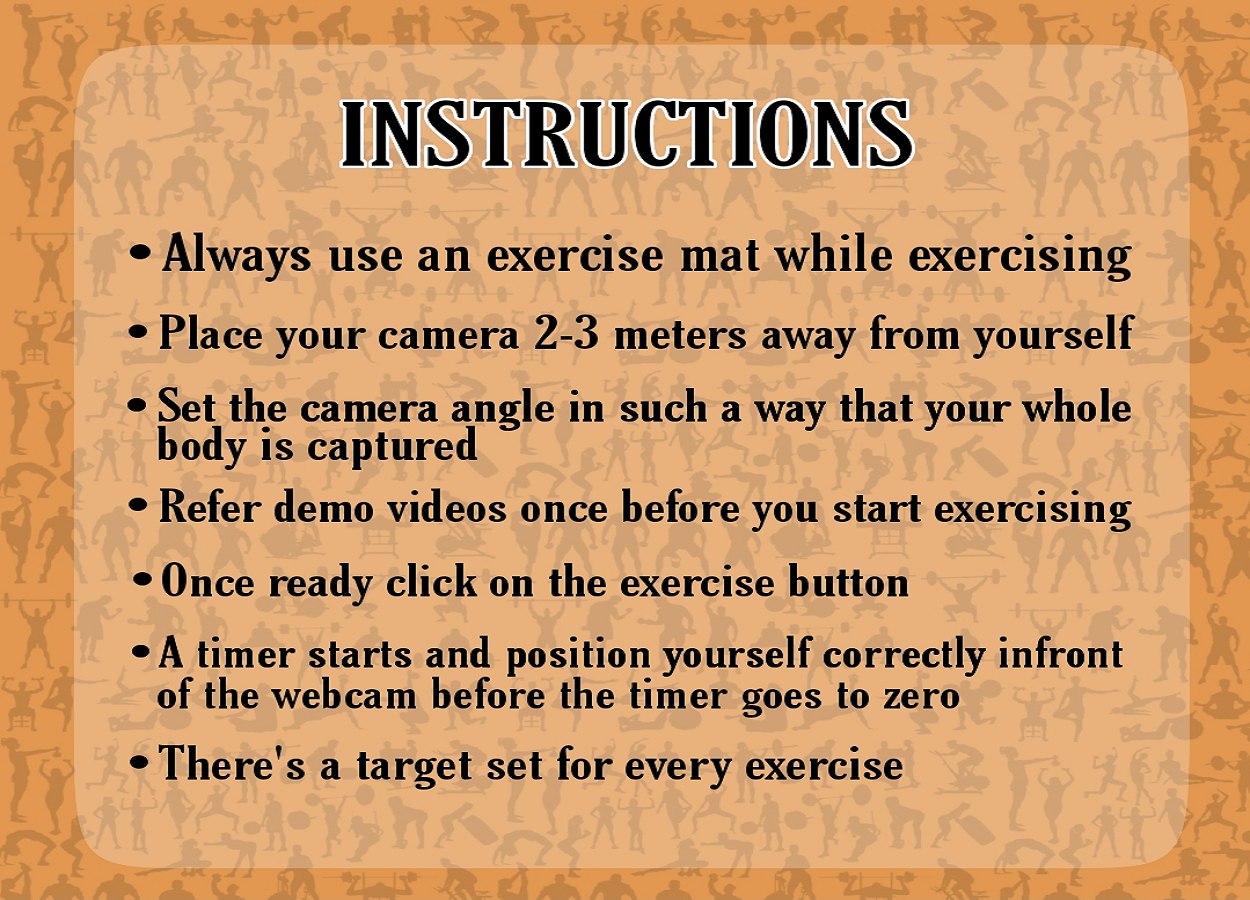 INSTRUCTIONS
• Always use an exercise mat while exercising
• Place your camera 2-3 meters away from yourself
• Set the camera angle in such a way that your whole
body is captured
• Refer demo videos once before you start exercising
• Once ready click on the exercise button
• A timer starts and position yourself correctly infront
of the webcam before the timer goes to zero
• There's a target set for every exercise